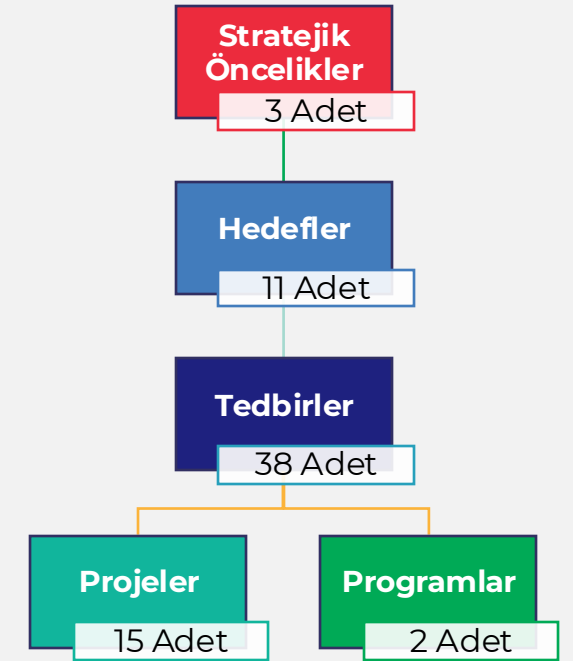 Stratejik
Öncelikler
3 Adet
Hedefler
11 Adet
Tedbirler
38 Adet
Projeler
15 Adet
Programlar
2 Adet